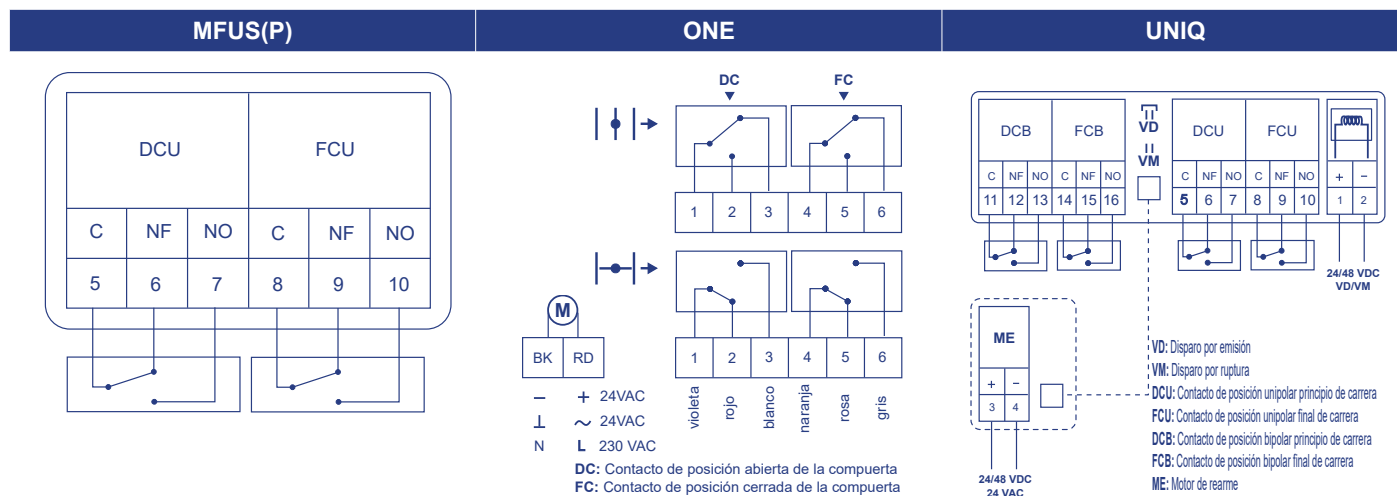 MFUS(P)
DCU FCU
C NF NO C NF NO
5 6 7 8 9 10
ONE
DC FC
1 2 3 4 5 6
M
BK RD
1 2 3 4 5 6
violeta rojo blanco naranja rosa gris
– + 24VAC
⊥ ~ 24VAC
N L 230 VAC
DC: Contacto de posición abierta de la compuerta
FC: Contacto de posición cerrada de la compuerta
UNIQ
DCB FCB VD VM DCU FCU
C NF NO C NF NO C NF NO C NF NO + –
11 12 13 14 15 16 5 6 7 8 9 10 1 2
24/48 VDC
VD/VM
ME
+ –
3 4
24/48 VDC
24 VAC
VD: Disparo por emisión
VM: Disparo por ruptura
DCU: Contacto de posición unipolar principio de carrera
FCU: Contacto de posición unipolar final de carrera
DCB: Contacto de posición bipolar principio de carrera
FCB: Contacto de posición bipolar final de carrera
ME: Motor de rearme